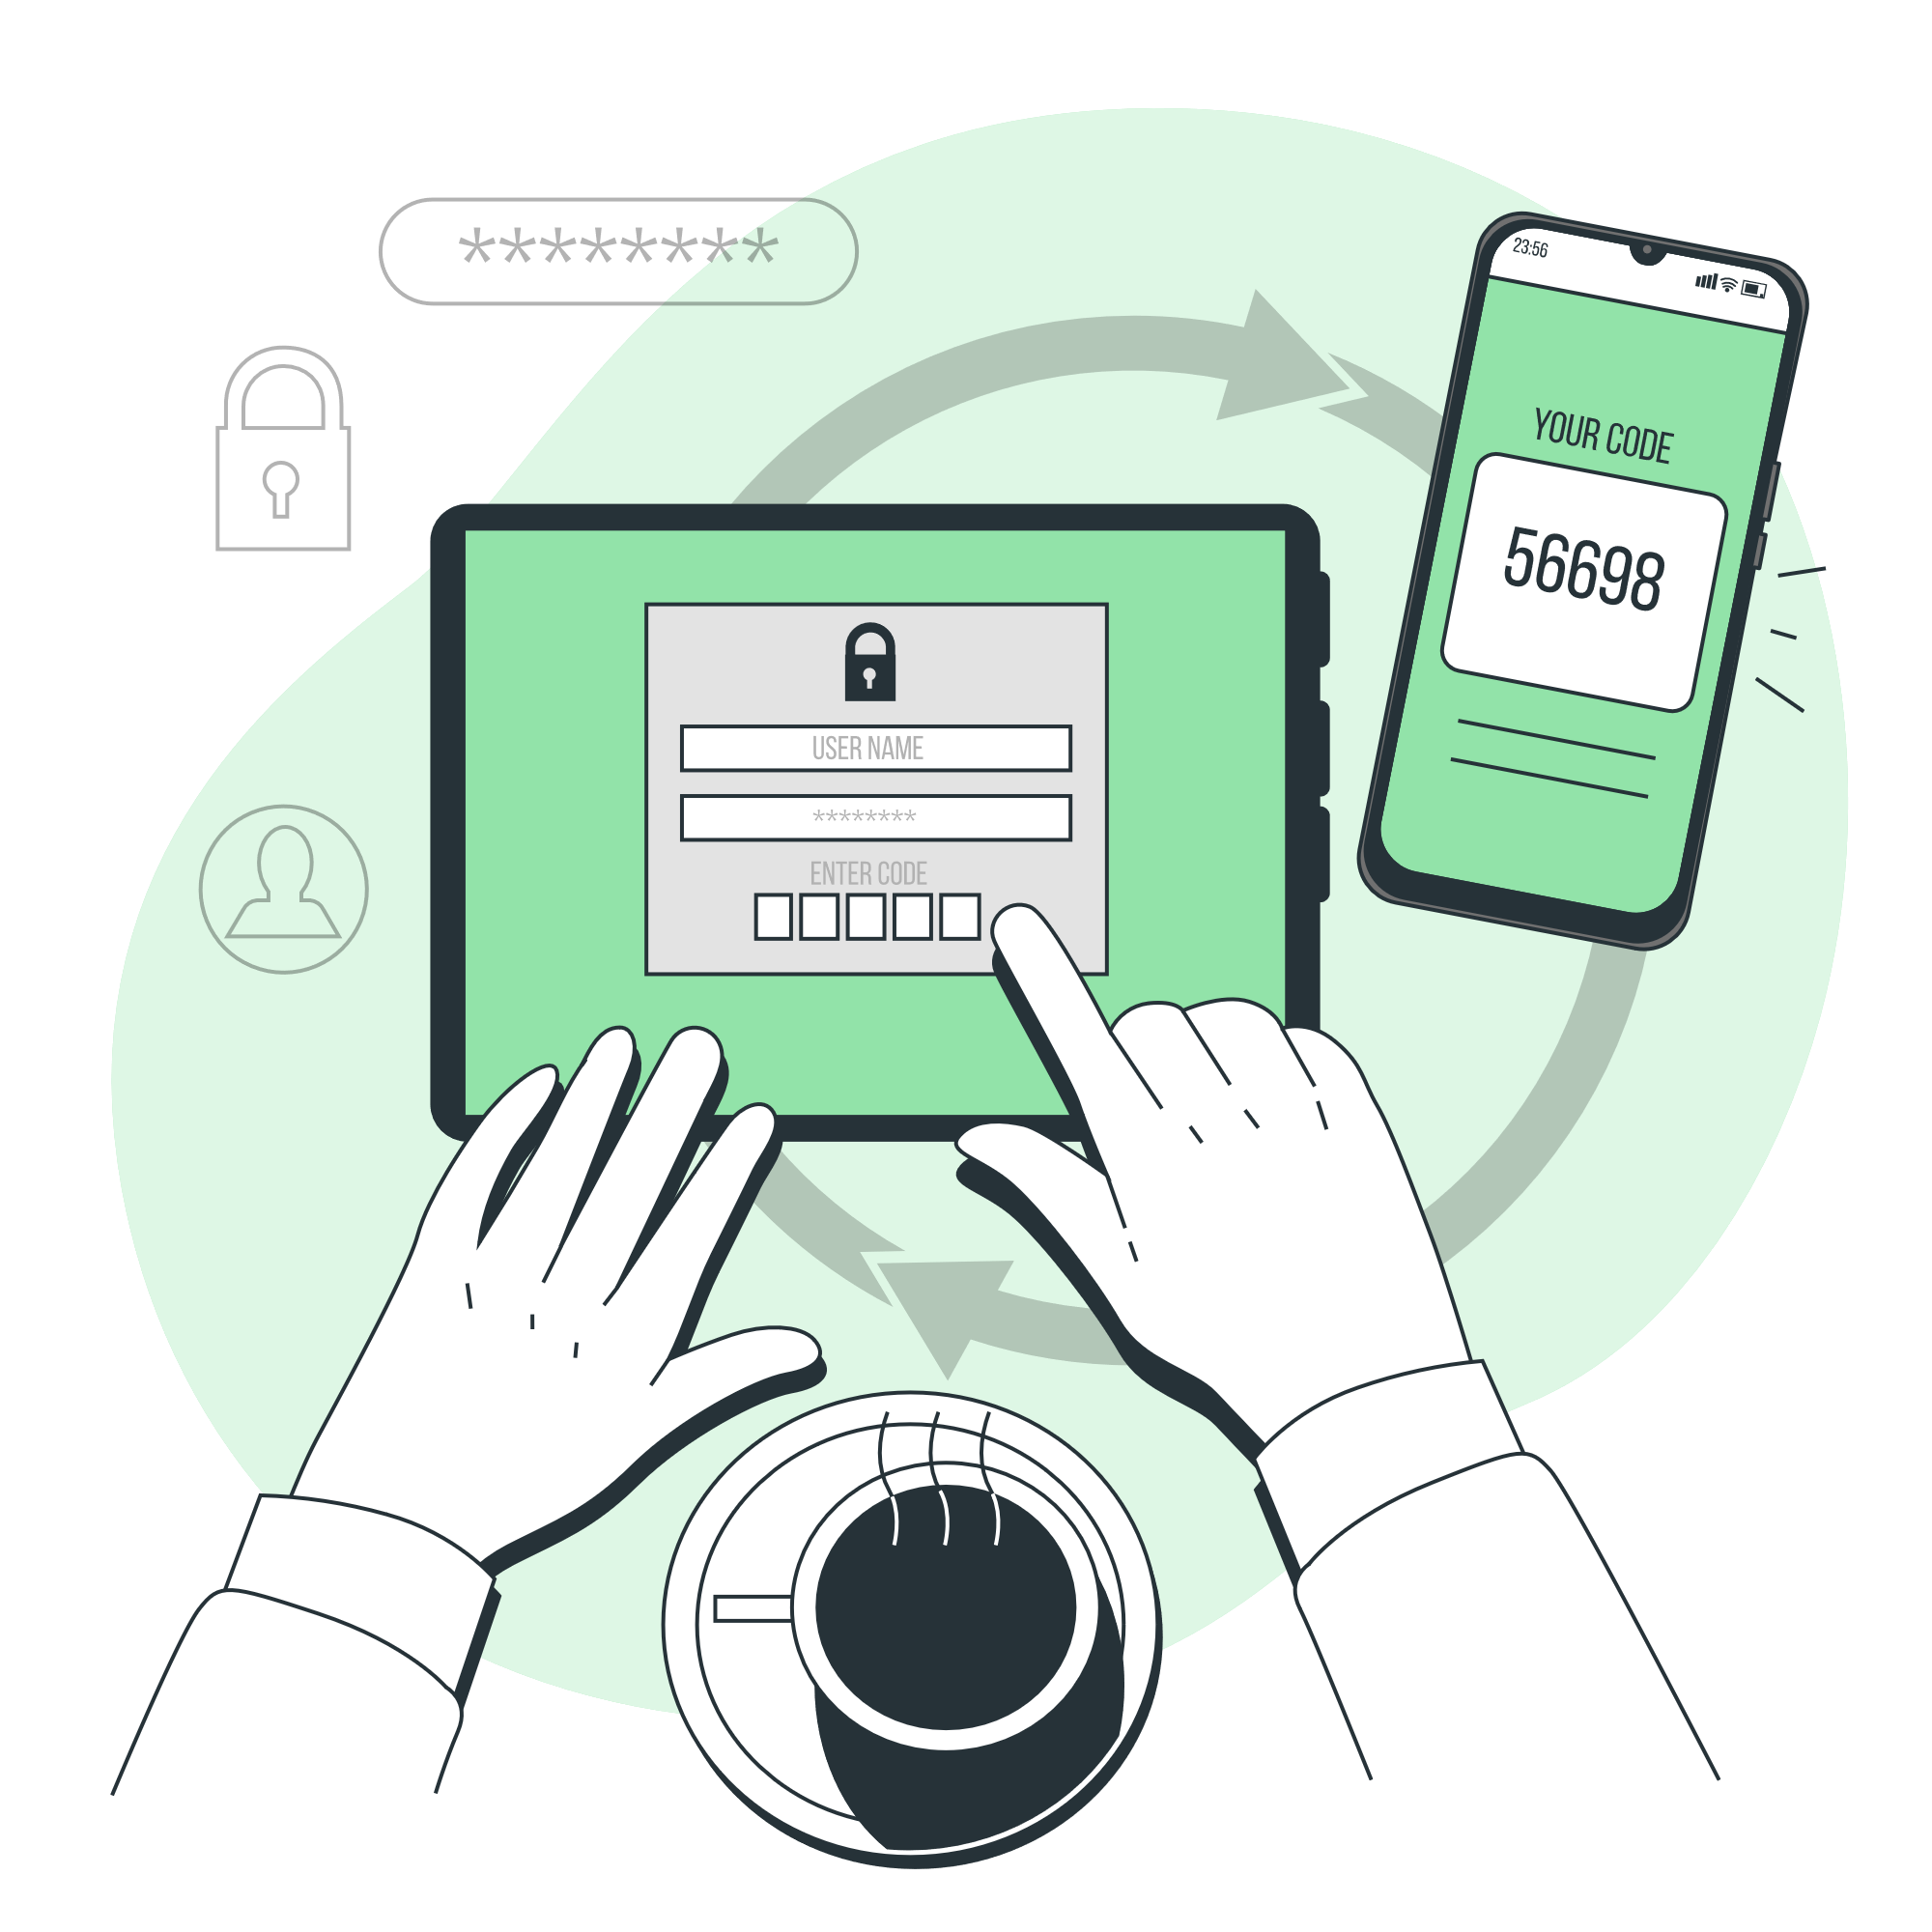 ********
23:56
YOUR CODE
56698
USER NAME
*******
ENTER CODE